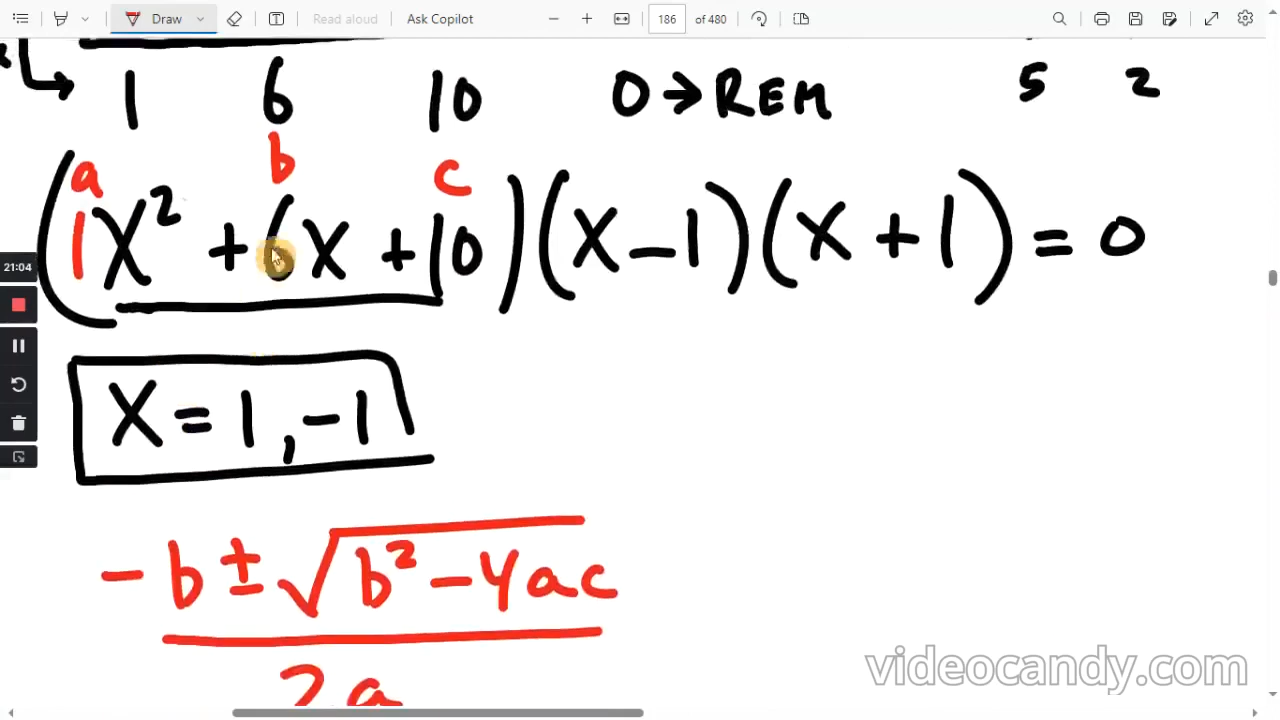 Draw Read aloud Ask Copilot 186 of 480
1 6 10 0 → REM 5 2
a b c
(1x² + 6x + 10)(x - 1)(x + 1) = 0
21:04
x = 1, -1
-b ± √b² - 4ac
2a
videocandy.com